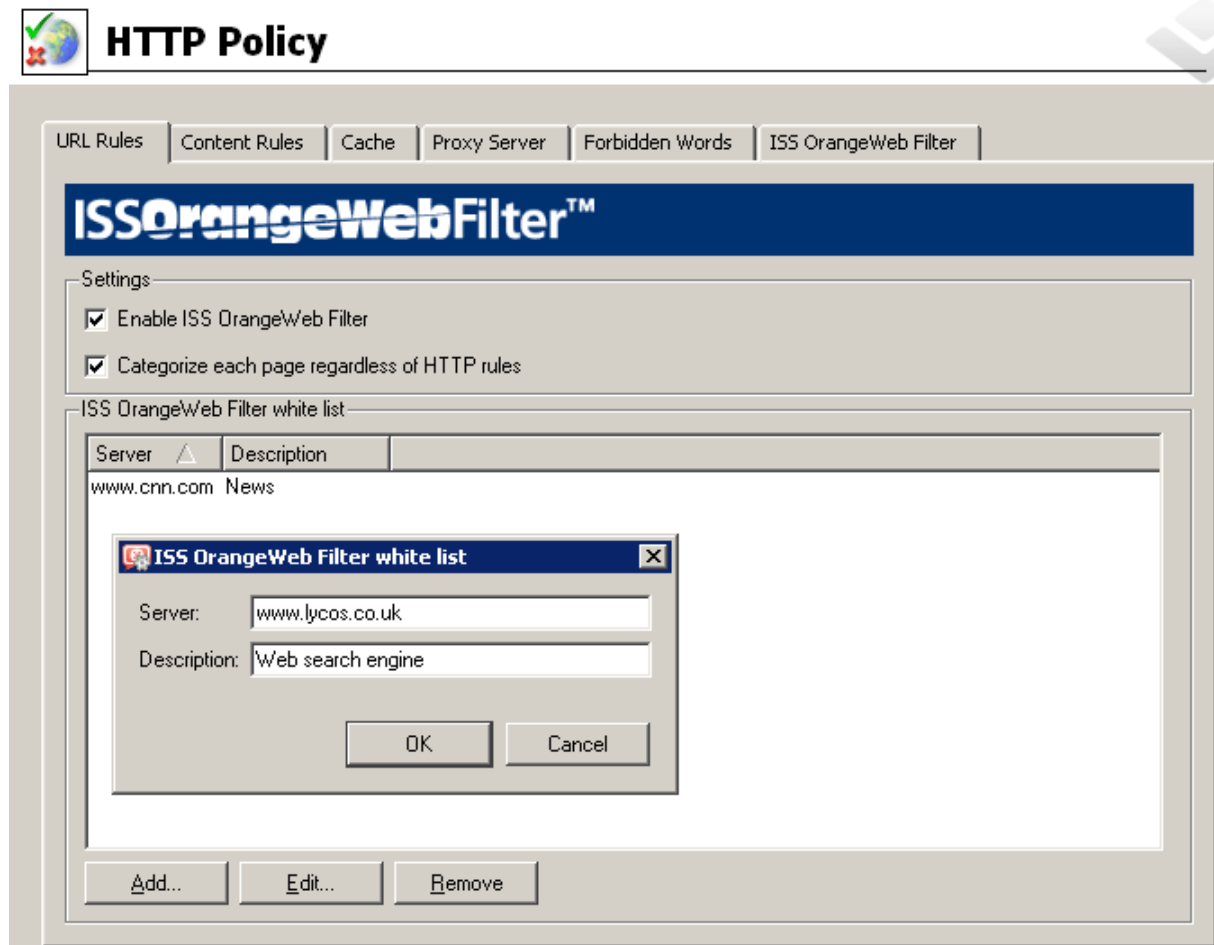 HTTP Policy
URL Rules Content Rules Cache Proxy Server Forbidden Words ISS OrangeWeb Filter
ISSOrangeWebFilter™
Settings
Enable ISS OrangeWeb Filter
Categorize each page regardless of HTTP rules
ISS OrangeWeb Filter white list
Server Description
www.cnn.com News
ISS OrangeWeb Filter white list
Server: www.lycos.co.uk
Description: Web search engine
OK Cancel
Add... Edit... Remove